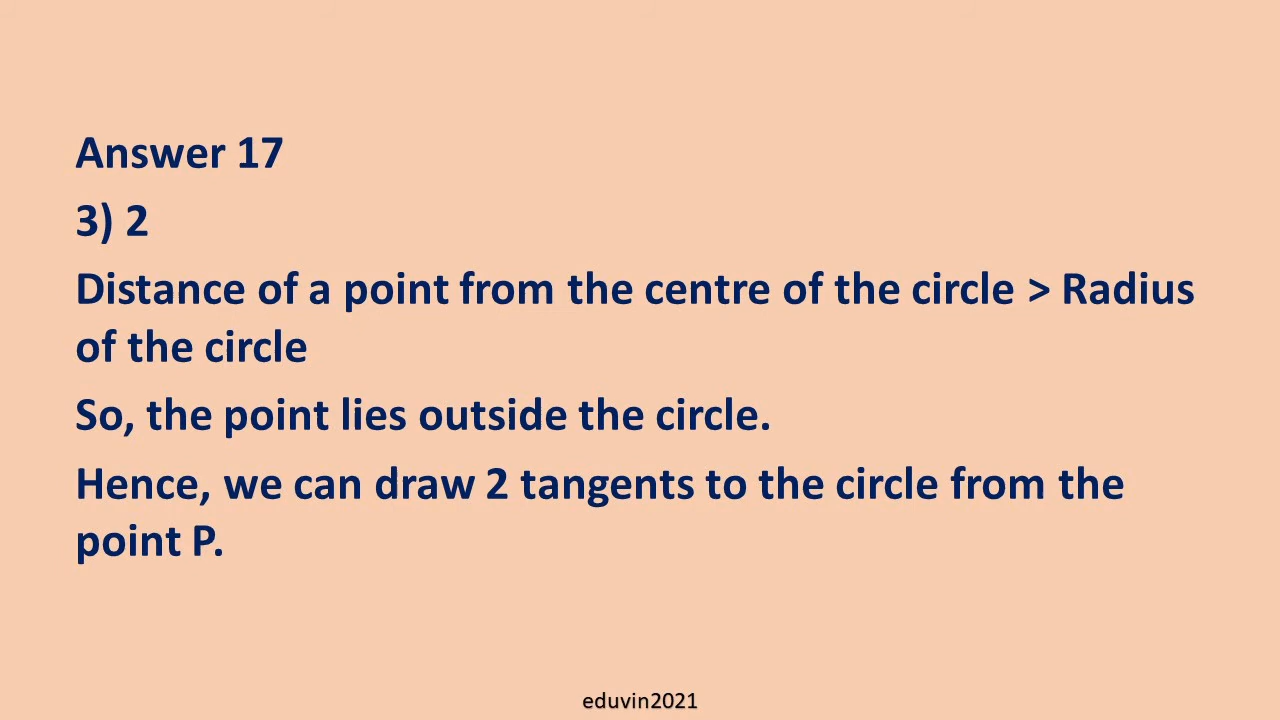 Answer 17
3) 2
Distance of a point from the centre of the circle > Radius
of the circle
So, the point lies outside the circle.
Hence, we can draw 2 tangents to the circle from the
point P.
eduvin2021